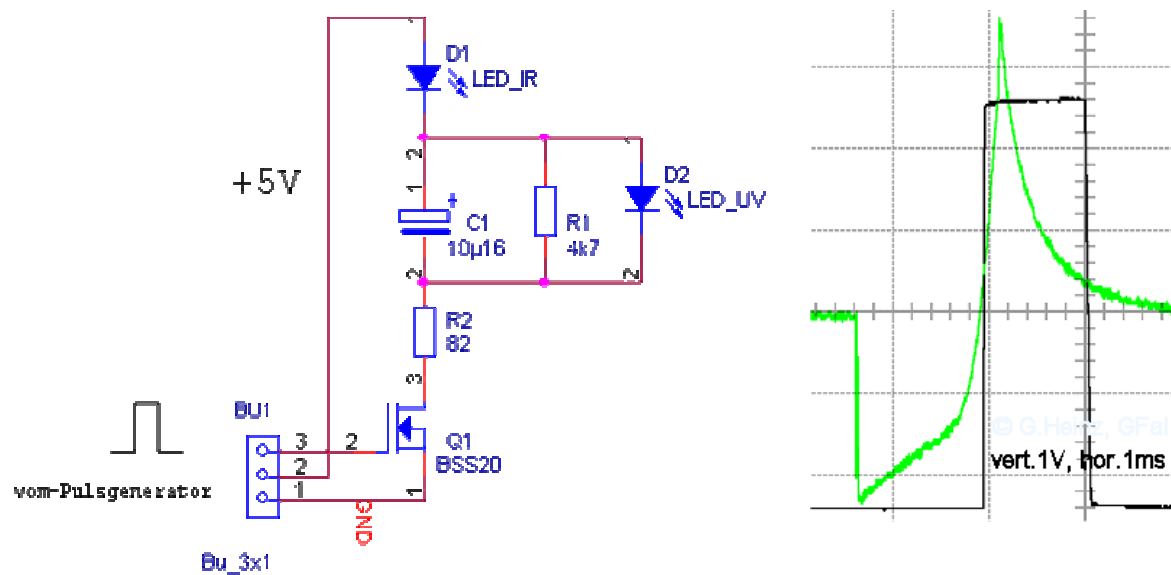 D1
LED_IR
2
1
+5V
+
C1
10µ16
R1
4k7
D2
LED_UV
2
2
R2
82
3
BU1
3
2
2
1
Q1
BSS20
1
vom-Pulsgenerator
GND
Bu_3x1
© G.Heinz, GFaI
vert.1V, hor.1ms